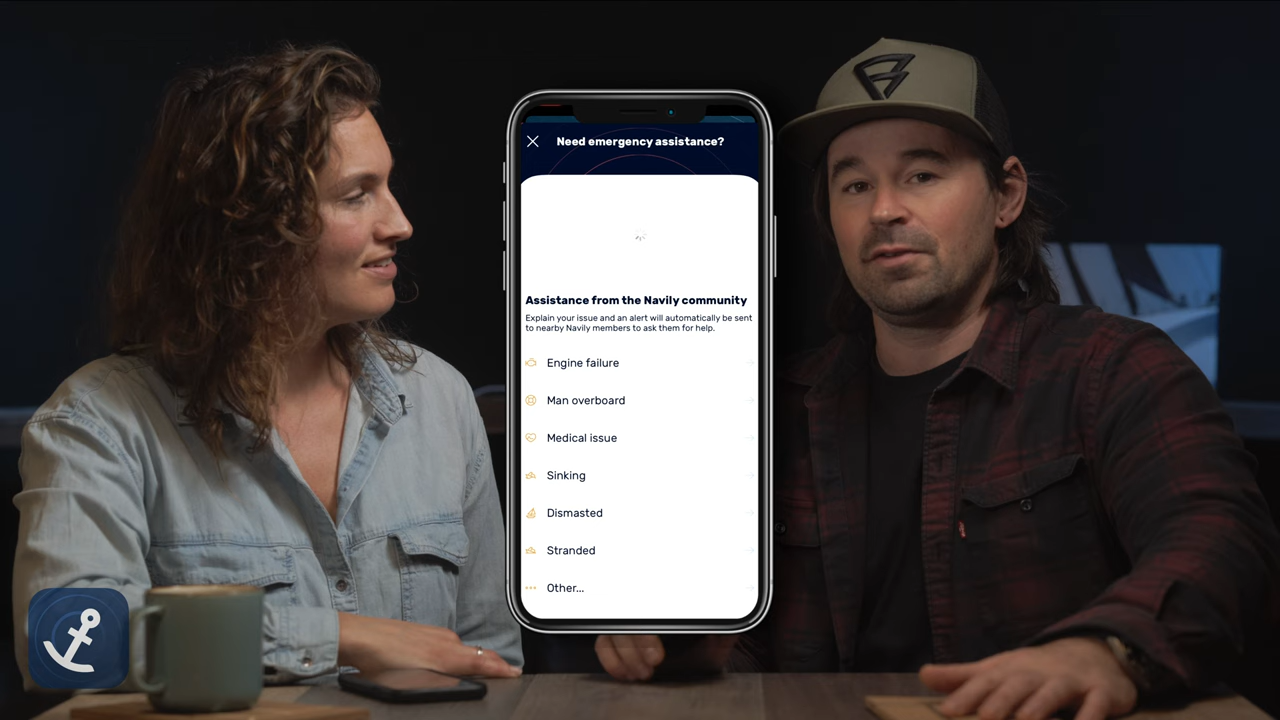 Need emergency assistance?
Assistance from the Navily community
Explain your issue and an alert will automatically be sent
to nearby Navily members to ask them for help.
Engine failure
Man overboard
Medical issue
Sinking
Dismasted
Stranded
Other...